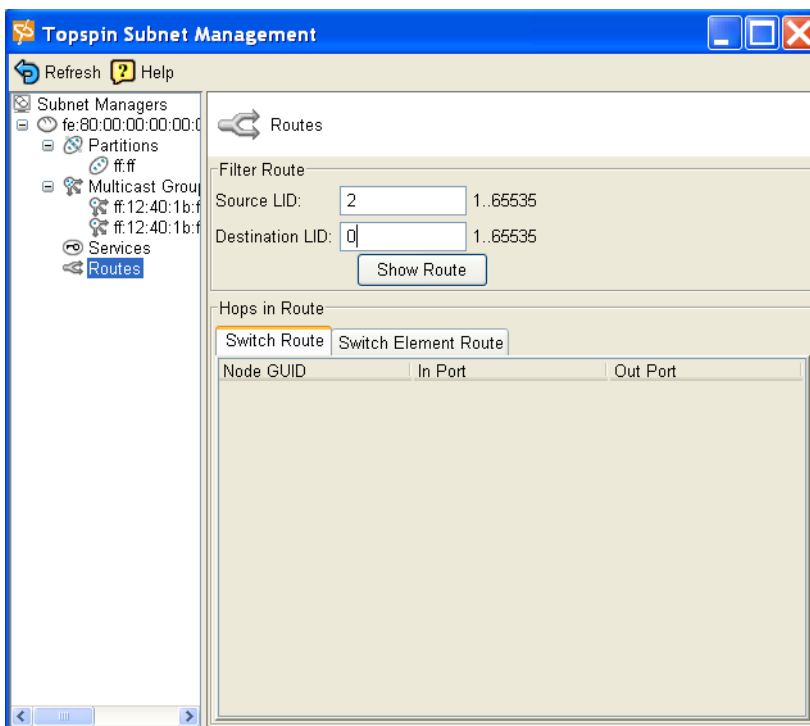 Topspin Subnet Management
Refresh ? Help
Subnet Managers
fe:80:00:00:00:00:0
Partitions
ff:ff
Multicast Grou
ff:12:40:1b:f
ff:12:40:1b:f
Services
Routes
Routes
Filter Route
Source LID: 2 1..65535
Destination LID: 0 1..65535
Show Route
Hops in Route
Switch Route Switch Element Route
Node GUID In Port Out Port